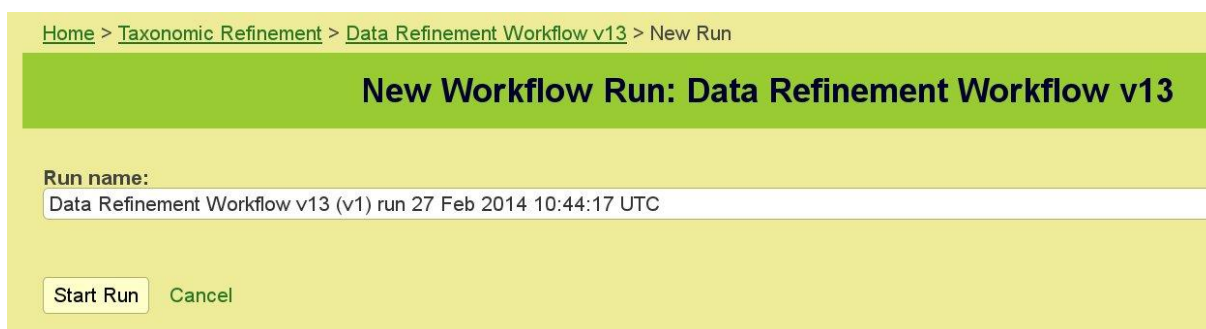 Home > Taxonomic Refinement > Data Refinement Workflow v13 > New Run
New Workflow Run: Data Refinement Workflow v13
Run name:
Data Refinement Workflow v13 (v1) run 27 Feb 2014 10:44:17 UTC
Start Run Cancel